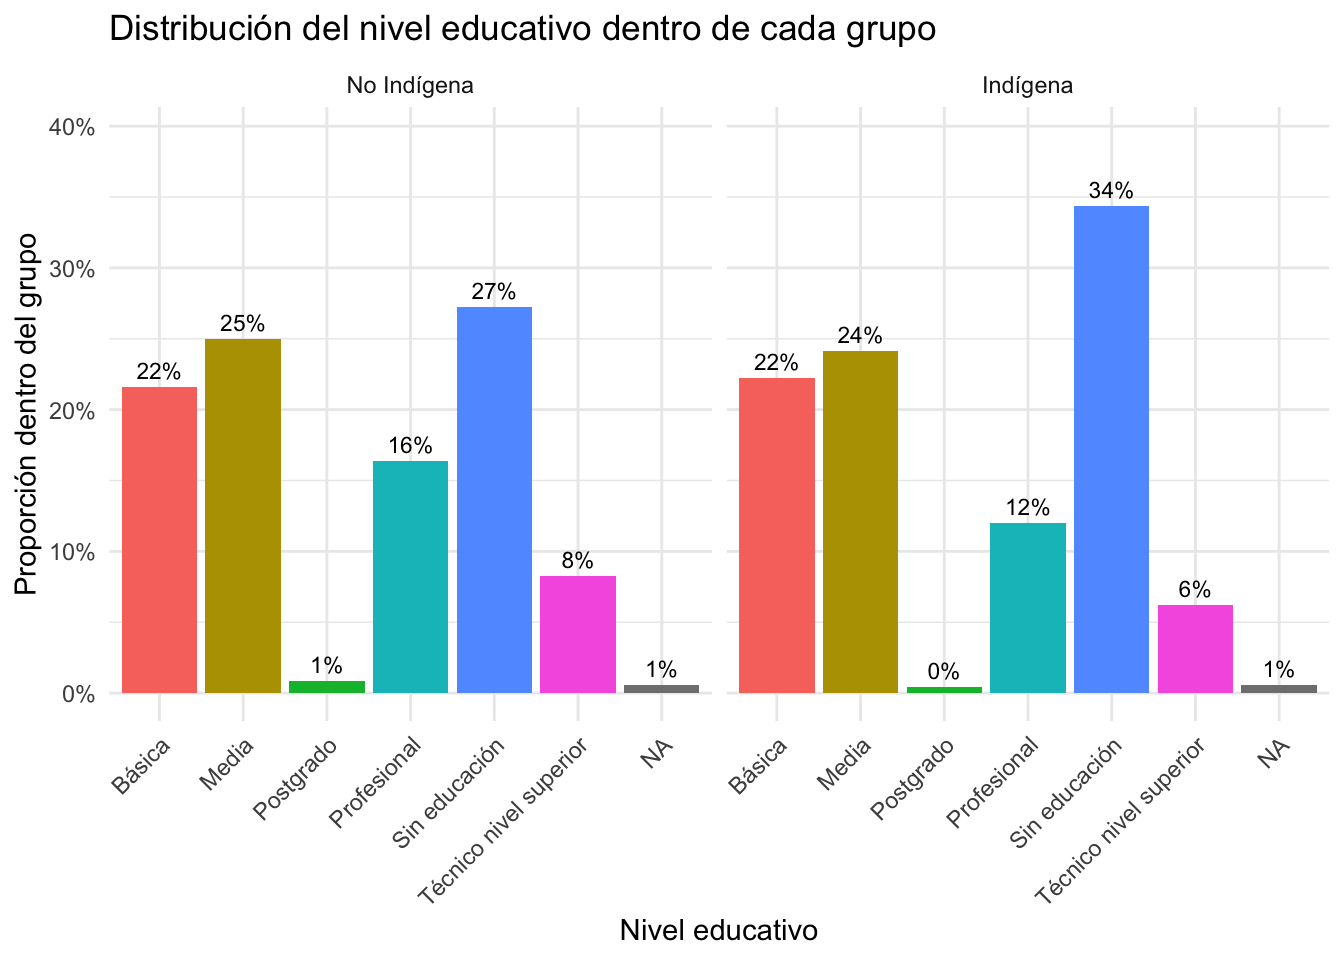 Distribución del nivel educativo dentro de cada grupo
No Indígena
Indígena
Proporción dentro del grupo
40%
30%
20%
10%
0%
22%
25%
1%
16%
27%
8%
1%
22%
24%
0%
12%
34%
6%
1%
Básica
Media
Postgrado
Profesional
Sin educación
Técnico nivel superior
NA
Básica
Media
Postgrado
Profesional
Sin educación
Técnico nivel superior
NA
Nivel educativo